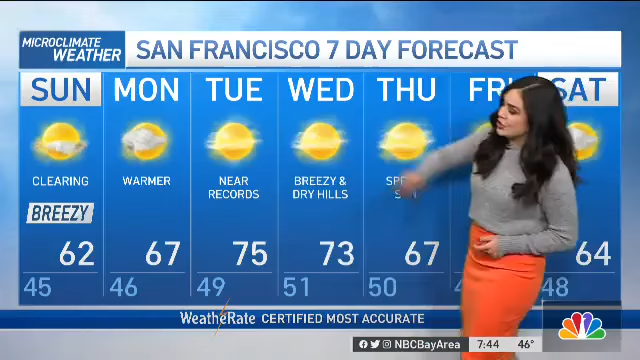 MICROCLIMATE
WEATHER
SAN FRANCISCO 7 DAY FORECAST
SUN MON TUE WED THU FRI SAT
CLEARING WARMER NEAR BREEZY &
RECORDS DRY HILLS
BREEZY
62 67 75 73 67 64
45 46 49 51 50 48
WeatheRate CERTIFIED MOST ACCURATE
NBCBayArea 7:44 46°